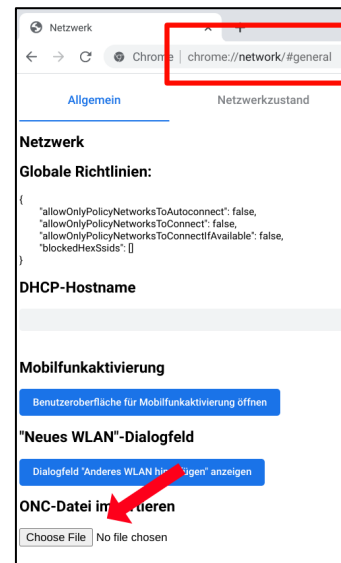 Netzwerk
Chrome | chrome://network/#general
Allgemein Netzwerkzustand
Netzwerk
Globale Richtlinien:
{
"allowOnlyPolicyNetworksToAutoconnect": false,
"allowOnlyPolicyNetworksToConnect": false,
"allowOnlyPolicyNetworksToConnectIfAvailable": false,
"blockedHexSsids": []
}
DHCP-Hostname
Mobilfunkaktivierung
Benutzeroberfläche für Mobilfunkaktivierung öffnen
"Neues WLAN"-Dialogfeld
Dialogfeld "Anderes WLAN hinzufügen" anzeigen
ONC-Datei importieren
Choose File No file chosen